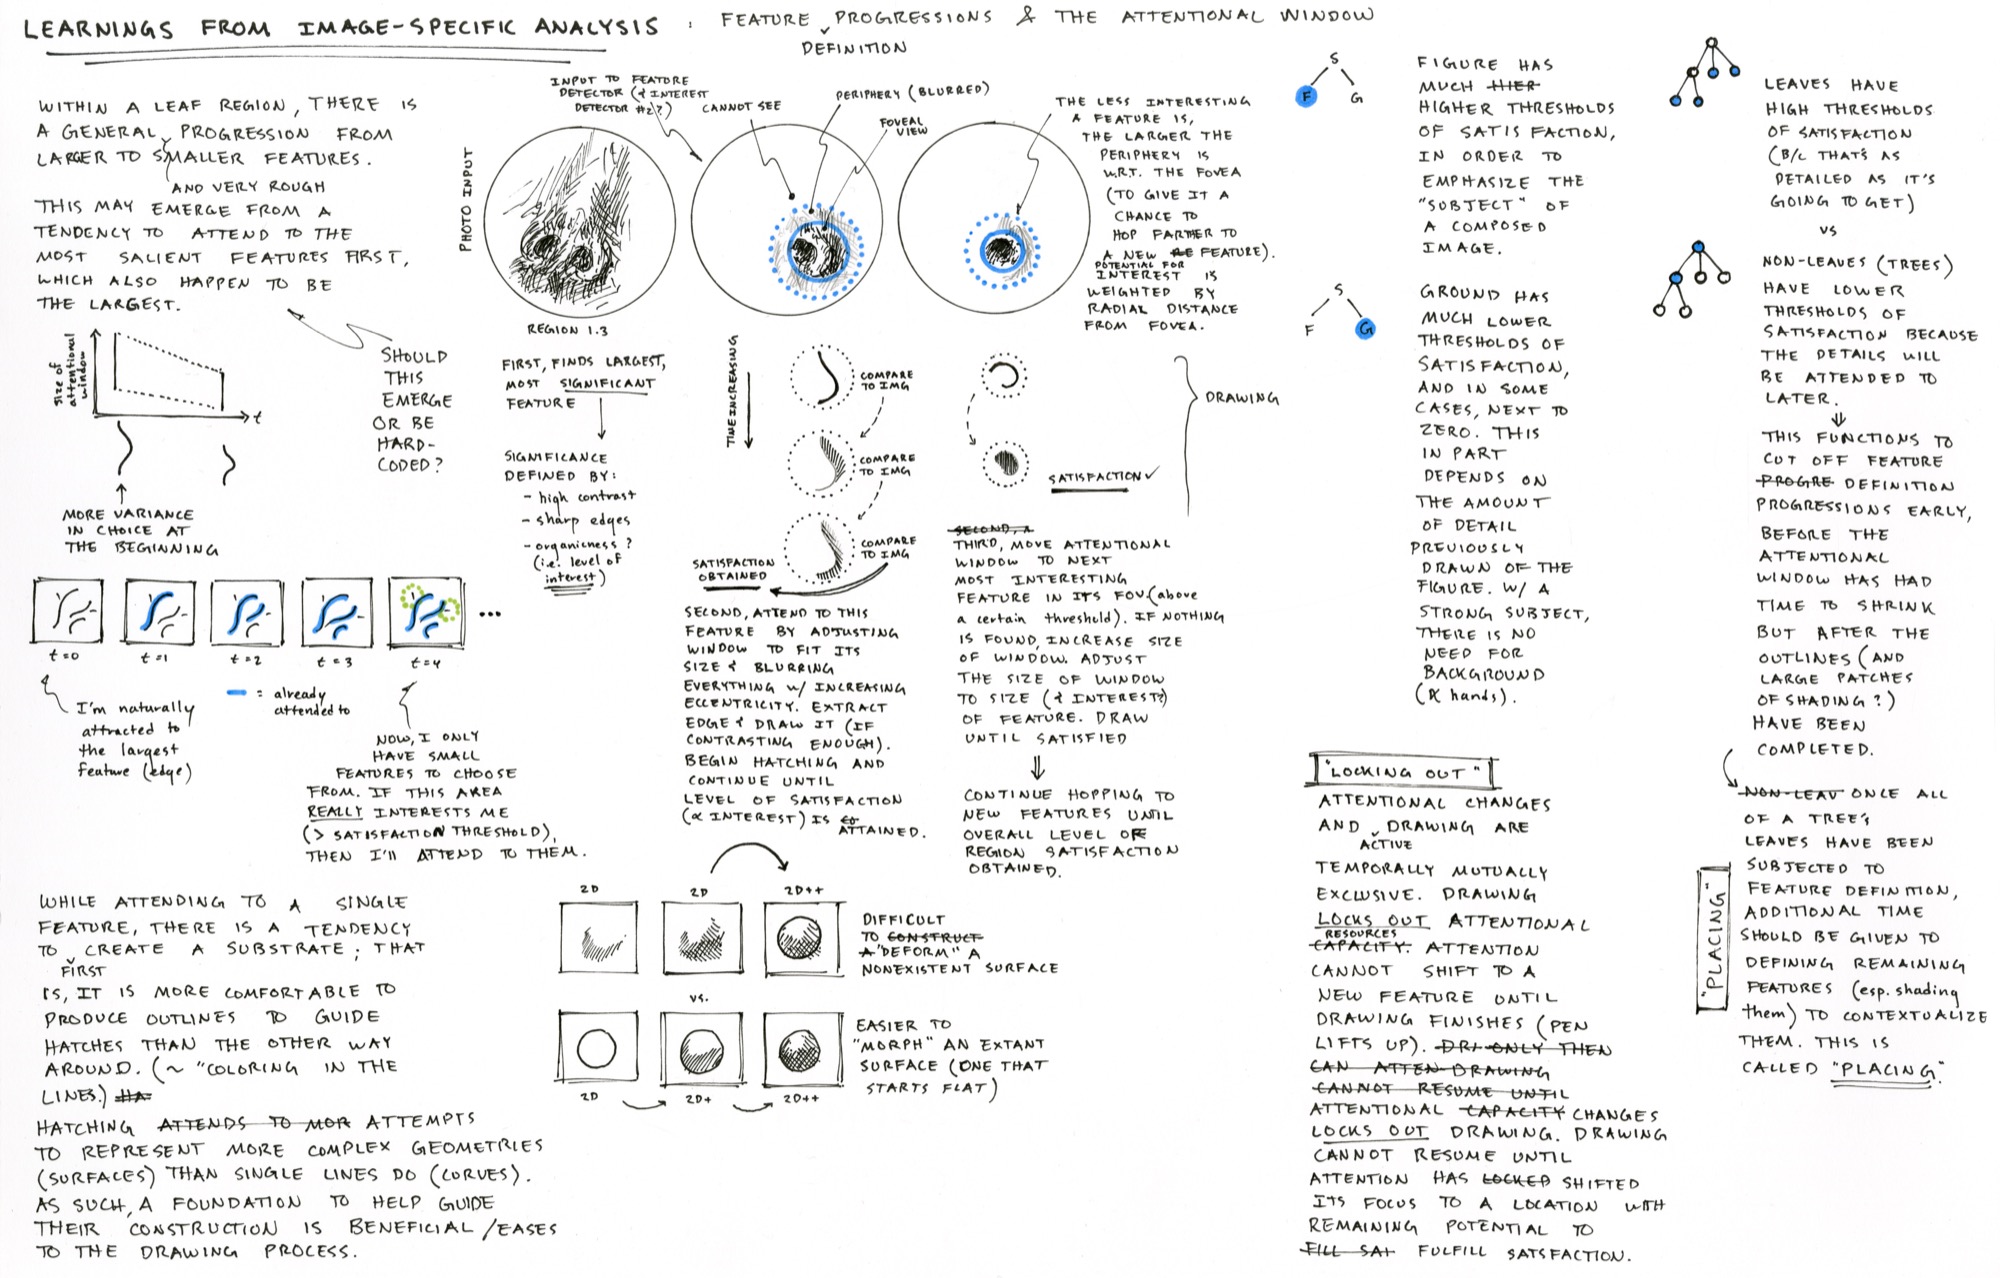 LEARNINGS FROM IMAGE-SPECIFIC ANALYSIS : FEATURE PROGRESSIONS & THE ATTENTIONAL WINDOW
DEFINITION
WITHIN A LEAF REGION, THERE IS
A GENERAL PROGRESSION FROM
LARGER TO SMALLER FEATURES.
AND VERY ROUGH
THIS MAY EMERGE FROM A
TENDENCY TO ATTEND TO THE
MOST SALIENT FEATURES FIRST,
WHICH ALSO HAPPEN TO BE
THE LARGEST.
SHOULD
THIS
EMERGE
OR BE
HARD-
CODED?
size of
attentional
window
t
MORE VARIANCE
IN CHOICE AT
THE BEGINNING
t=0
t=1
t=2
t=3
t=4
...
I'm naturally
attracted to
the largest
feature (edge)
= already
attended to
NOW, I ONLY
HAVE SMALL
FEATURES TO CHOOSE
FROM. IF THIS AREA
REALLY INTERESTS ME
(> SATISFACTION THRESHOLD),
THEN I'll ATTEND TO THEM.
WHILE ATTENDING TO A SINGLE
FEATURE, THERE IS A TENDENCY
TO CREATE A SUBSTRATE; THAT
FIRST
IS, IT IS MORE COMFORTABLE TO
PRODUCE OUTLINES TO GUIDE
HATCHES THAN THE OTHER WAY
AROUND. (~ "COLORING IN THE
LINES.) HA
HATCHING ATTENDS TO MOR ATTEMPTS
TO REPRESENT MORE COMPLEX GEOMETRIES
(SURFACES) THAN SINGLE LINES DO (CURVES).
AS SUCH, A FOUNDATION TO HELP GUIDE
THEIR CONSTRUCTION IS BENEFICIAL/EASES
TO THE DRAWING PROCESS.
PHOTO INPUT
REGION 1.3
INPUT TO FEATURE
DETECTOR (& INTEREST
DETECTOR #2?)
CANNOT SEE
PERIPHERY (BLURRED)
FOVEAL
VIEW
THE LESS INTERESTING
A FEATURE IS,
THE LARGER THE
PERIPHERY IS
W.R.T. THE FOVEA
(TO GIVE IT A
CHANCE TO
HOP FARTHER TO
A NEW FEATURE).
POTENTIAL FOR
INTEREST IS
WEIGHTED BY
RADIAL DISTANCE
FROM FOVEA.
FIRST, FINDS LARGEST,
MOST SIGNIFICANT
FEATURE
SIGNIFICANCE
DEFINED BY:
- high contrast
- sharp edges
- organicness?
(i.e. level of
interest)
TIME INCREASING
COMPARE
TO IMG
COMPARE
TO IMG
COMPARE
TO IMG
SATISFACTION
OBTAINED
SATISFACTION ✓
DRAWING
SECOND, ATTEND TO THIS
FEATURE BY ADJUSTING
WINDOW TO FIT ITS
SIZE & BLURRING
EVERYTHING W/ INCREASING
ECCENTRICITY. EXTRACT
EDGE & DRAW IT (IF
CONTRASTING ENOUGH).
BEGIN HATCHING AND
CONTINUE UNTIL
LEVEL OF SATISFACTION
(∝ INTEREST) IS
ATTAINED.
SECOND, A
THIRD, MOVE ATTENTIONAL
WINDOW TO NEXT
MOST INTERESTING
FEATURE IN ITS FOV (above
a certain threshold). IF NOTHING
IS FOUND, INCREASE SIZE
OF WINDOW. ADJUST
THE SIZE OF WINDOW
TO SIZE (& INTEREST?)
OF FEATURE. DRAW
UNTIL SATISFIED
CONTINUE HOPPING TO
NEW FEATURES UNTIL
OVERALL LEVEL OF
REGION SATISFACTION
OBTAINED.
2D
2D
2D++
DIFFICULT
TO CONSTRUCT
A "DEFORM" A
NONEXISTENT SURFACE
vs.
EASIER TO
"MORPH" AN EXTANT
SURFACE (ONE THAT
STARTS FLAT)
2D
2D+
2D++
S
F
G
FIGURE HAS
MUCH HIER
HIGHER THRESHOLDS
OF SATISFACTION,
IN ORDER TO
EMPHASIZE THE
"SUBJECT" OF
A COMPOSED
IMAGE.
S
F
G
GROUND HAS
MUCH LOWER
THRESHOLDS OF
SATISFACTION,
AND IN SOME
CASES, NEXT TO
ZERO. THIS
IN PART
DEPENDS ON
THE AMOUNT
OF DETAIL
PREVIOUSLY
DRAWN OF THE
FIGURE. W/ A
STRONG SUBJECT,
THERE IS NO
NEED FOR
BACKGROUND
hands).
"LOCKING OUT"
ATTENTIONAL CHANGES
AND DRAWING ARE
ACTIVE
TEMPORALLY MUTUALLY
EXCLUSIVE. DRAWING
LOCKS OUT ATTENTIONAL
RESOURCES
CAPACITY. ATTENTION
CANNOT SHIFT TO A
NEW FEATURE UNTIL
DRAWING FINISHES (PEN
LIFTS UP). DRA ONLY THEN
CAN ATTEN DRAWING
CANNOT RESUME UNTIL
ATTENTIONAL CAPACITY CHANGES
LOCKS OUT DRAWING. DRAWING
CANNOT RESUME UNTIL
ATTENTION HAS LOCKED SHIFTED
ITS FOCUS TO A LOCATION WITH
REMAINING POTENTIAL TO
FILL SAT FULFILL SATSFACTION.
LEAVES HAVE
HIGH THRESHOLDS
OF SATISFACTION
(B/C THAT'S AS
DETAILED AS IT'S
GOING TO GET)
VS
NON-LEAVES (TREES)
HAVE LOWER
THRESHOLDS OF
SATISFACTION BECAUSE
THE DETAILS WILL
BE ATTENDED TO
LATER.
THIS FUNCTIONS TO
CUT OFF FEATURE
PROGRE DEFINITION
PROGRESSIONS EARLY,
BEFORE THE
ATTENTIONAL
WINDOW HAS HAD
TIME TO SHRINK
BUT AFTER THE
OUTLINES (AND
LARGE PATCHES
OF SHADING?)
HAVE BEEN
COMPLETED.
"PLACING"
NON-LEAV ONCE ALL
OF A TREE'S
LEAVES HAVE BEEN
SUBJECTED TO
FEATURE DEFINITION,
ADDITIONAL TIME
SHOULD BE GIVEN TO
DEFINING REMAINING
FEATURES (esp. shading
them) TO CONTEXTUALIZE
THEM. THIS IS
CALLED "PLACING."